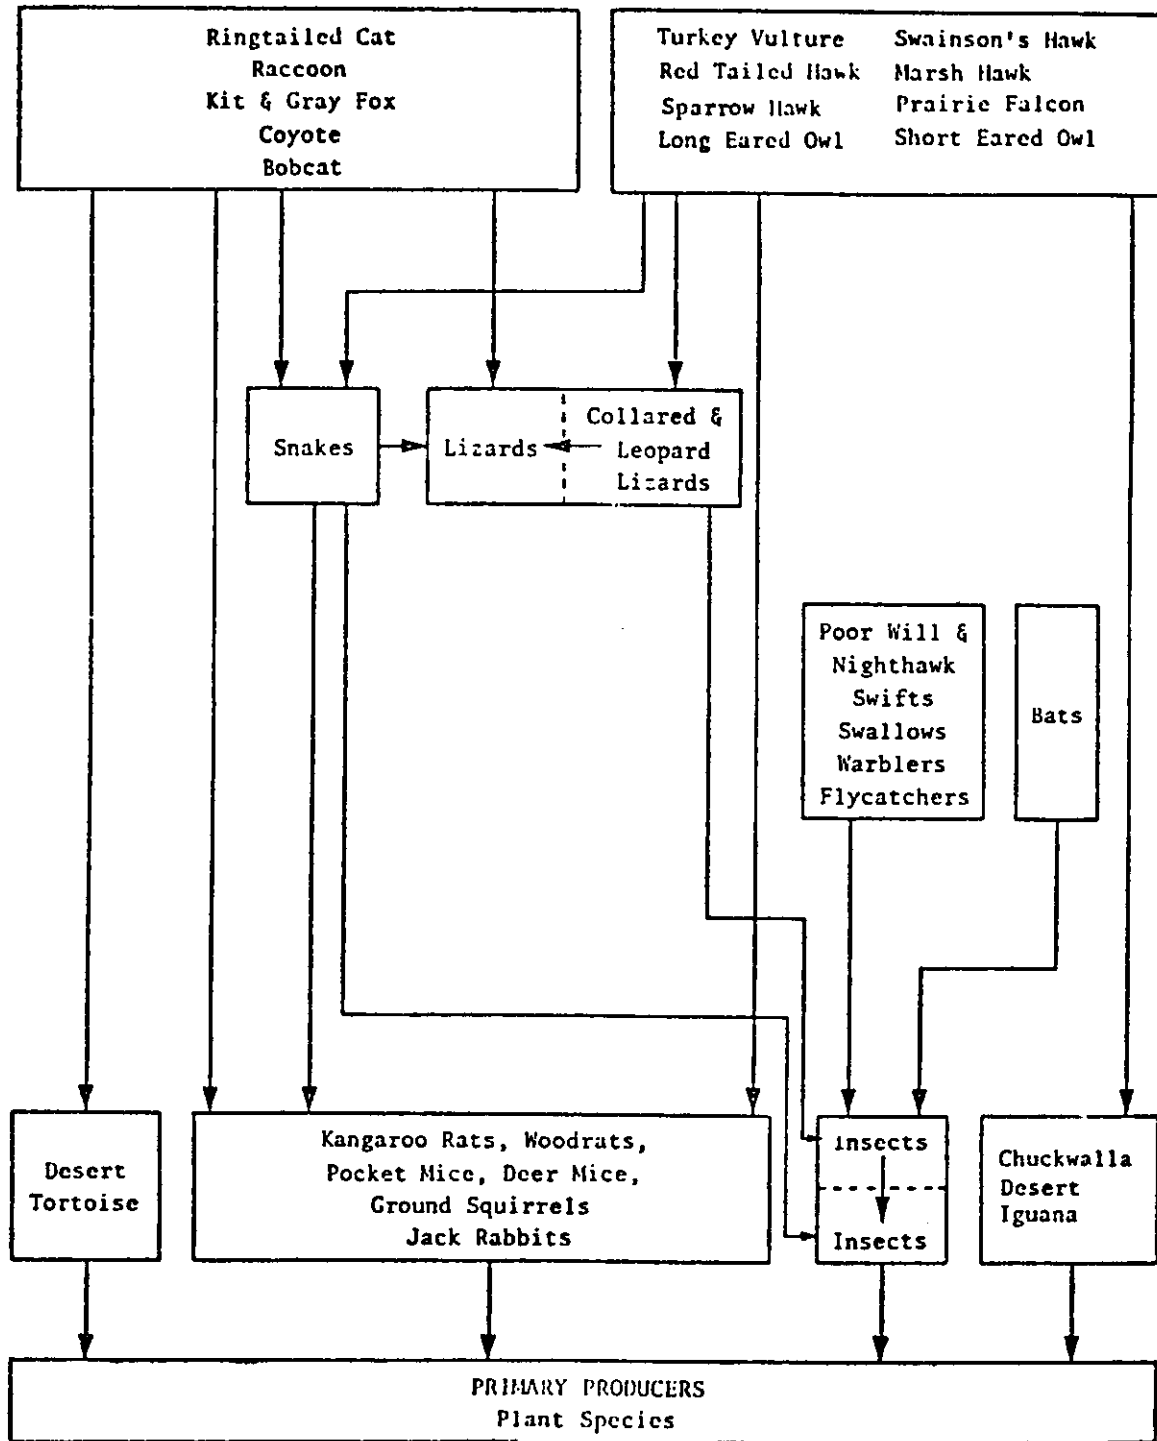 Ringtailed Cat
Raccoon
Kit & Gray Fox
Coyote
Bobcat
Turkey Vulture Swainson's Hawk
Red Tailed Hawk Marsh Hawk
Sparrow Hawk Prairie Falcon
Long Eared Owl Short Eared Owl
Snakes
Lizards
Collared &
Leopard
Lizards
Poor Will &
Nighthawk
Swifts
Swallows
Warblers
Flycatchers
Bats
Desert
Tortoise
Kangaroo Rats, Woodrats,
Pocket Mice, Deer Mice,
Ground Squirrels
Jack Rabbits
Insects
Insects
Chuckwalla
Desert
Iguana
PRIMARY PRODUCERS
Plant Species